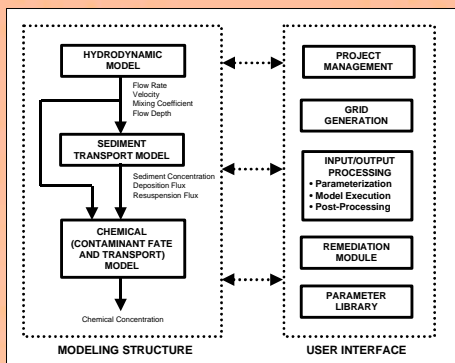 HYDRODYNAMIC
MODEL
Flow Rate
Velocity
Mixing Coefficient
Flow Depth
SEDIMENT
TRANSPORT MODEL
Sediment Concentration
Deposition Flux
Resuspension Flux
CHEMICAL
(CONTAMINANT FATE
AND TRANSPORT)
MODEL
Chemical Concentration
MODELING STRUCTURE
PROJECT
MANAGEMENT
GRID
GENERATION
INPUT/OUTPUT
PROCESSING
• Parameterization
• Model Execution
• Post-Processing
REMEDIATION
MODULE
PARAMETER
LIBRARY
USER INTERFACE